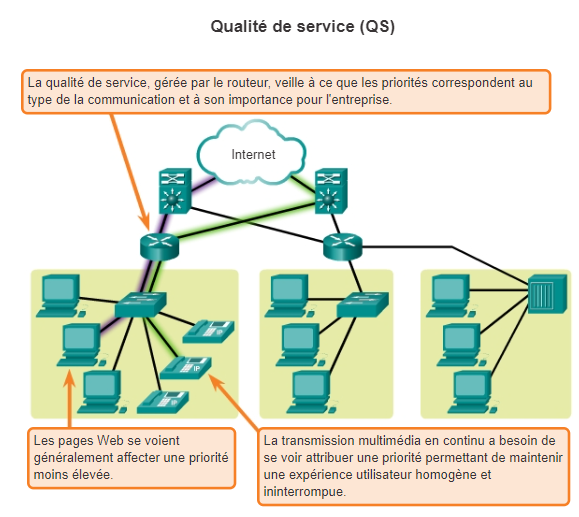 Qualité de service (QS)
La qualité de service, gérée par le routeur, veille à ce que les priorités correspondent au
type de la communication et à son importance pour l'entreprise.
Internet
IP
Les pages Web se voient
généralement affecter une priorité
moins élevée.
La transmission multimédia en continu a besoin de
se voir attribuer une priorité permettant de maintenir
une expérience utilisateur homogène et
ininterrompue.